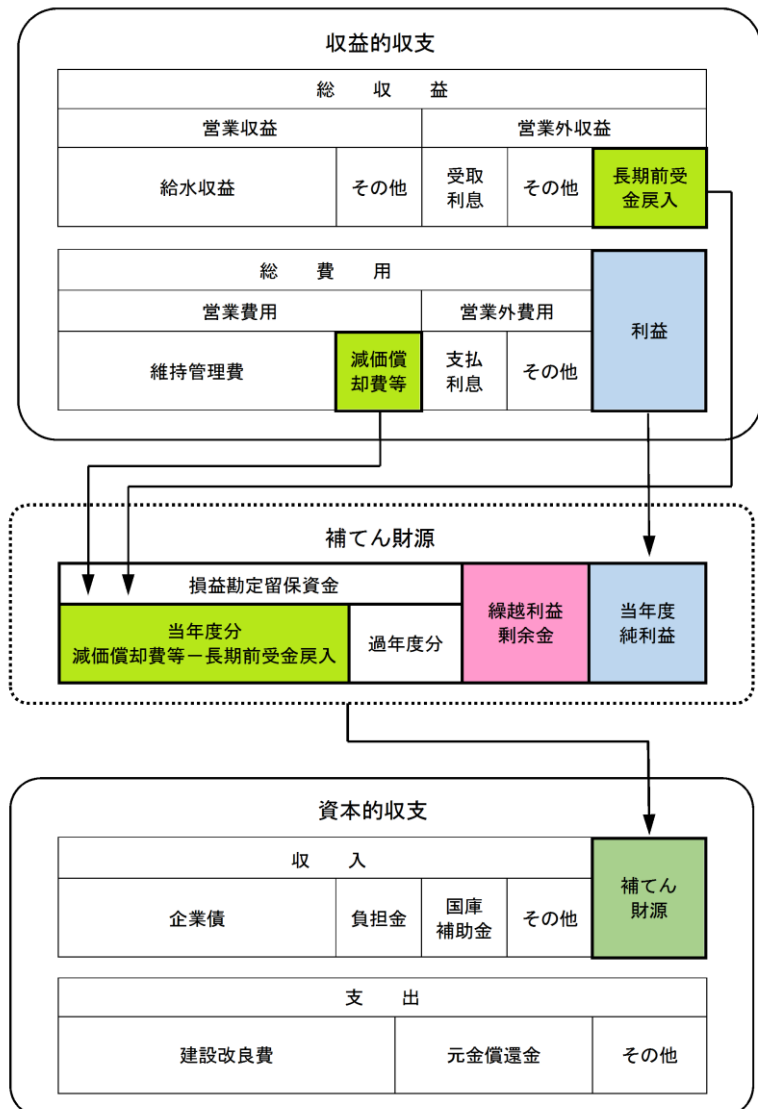 収益的収支
総収益
営業収益
営業外収益
給水収益
その他
受取
利息
その他
長期前受
金戻入
総費用
営業費用
営業外費用
利益
維持管理費
減価償
却費等
支払
利息
その他
補てん財源
損益勘定留保資金
当年度分
減価償却費等－長期前受金戻入
過年度分
繰越利益
剰余金
当年度
純利益
資本的収支
収入
企業債
負担金
国庫
補助金
その他
補てん
財源
支出
建設改良費
元金償還金
その他